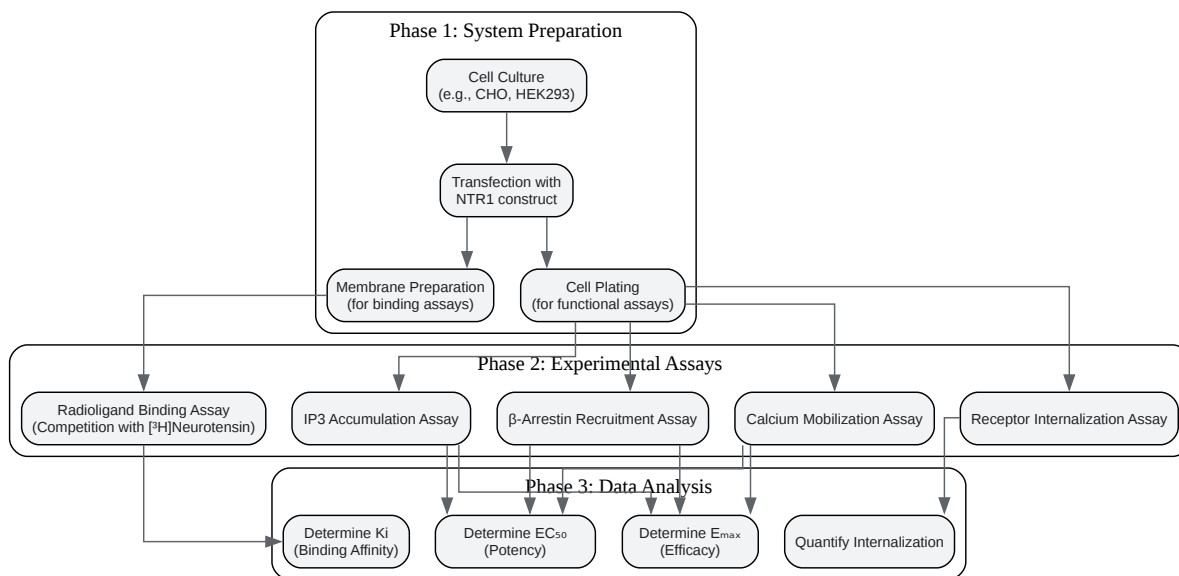 Phase 1: System Preparation
Cell Culture
(e.g., CHO, HEK293)
Transfection with
NTR1 construct
Membrane Preparation
(for binding assays)
Cell Plating
(for functional assays)
Phase 2: Experimental Assays
Radioligand Binding Assay
(Competition with [³H]Neurotensin)
IP3 Accumulation Assay
β-Arrestin Recruitment Assay
Calcium Mobilization Assay
Receptor Internalization Assay
Phase 3: Data Analysis
Determine Ki
(Binding Affinity)
Determine EC₅₀
(Potency)
Determine Eₘₐₓ
(Efficacy)
Quantify Internalization